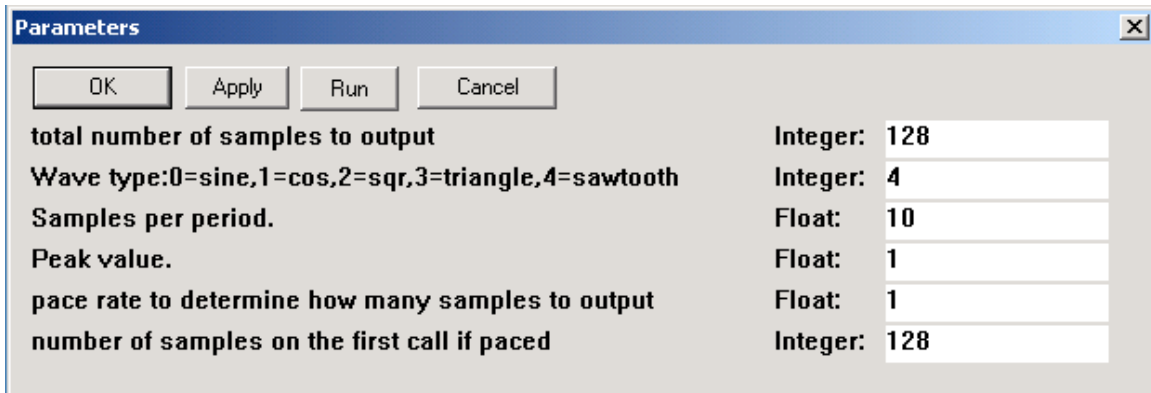 Parameters
OK Apply Run Cancel
total number of samples to output Integer: 128
Wave type:0=sine,1=cos,2=sqr,3=triangle,4=sawtooth Integer: 4
Samples per period. Float: 10
Peak value. Float: 1
pace rate to determine how many samples to output Float: 1
number of samples on the first call if paced Integer: 128